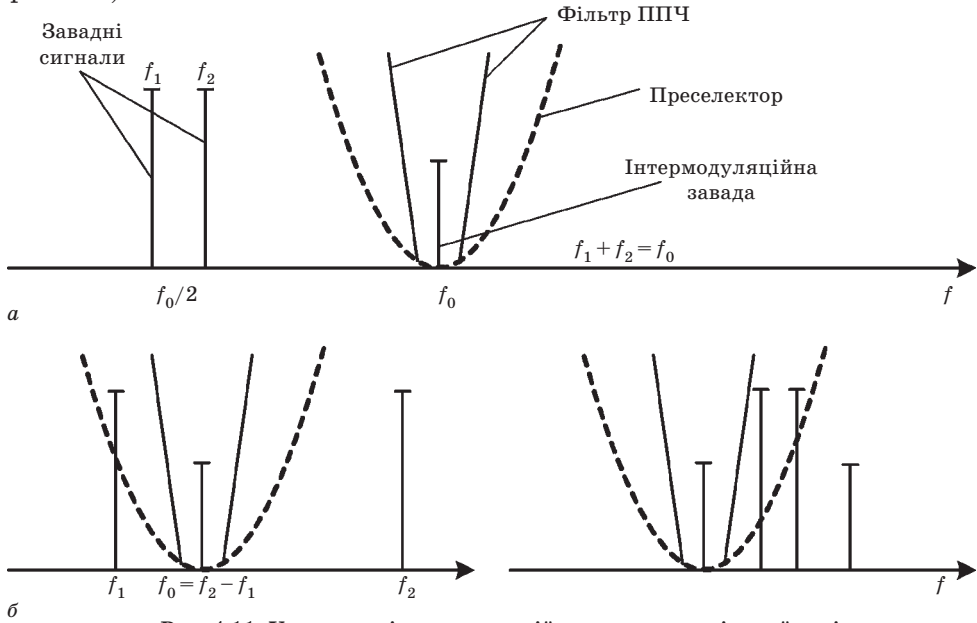 Завадні
сигнали
Фільтр ППЧ
f₁ f₂
Преселектор
Інтермодуляційна
завада
f₁ + f₂ = f₀
f₀/2
f₀
f
а
f₁
f₀ = f₂ – f₁
f₂
f
б